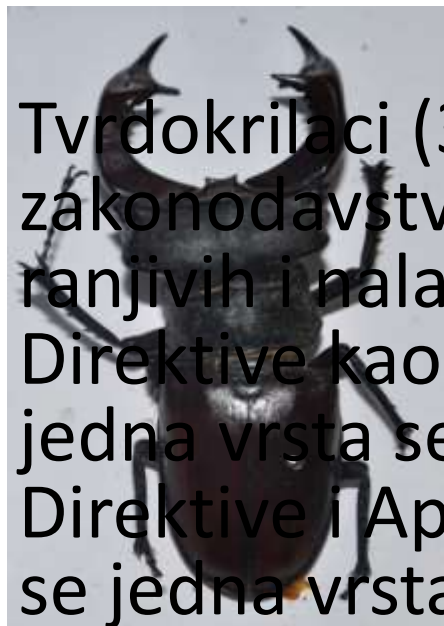 Tvrdokrilaci (3
zakonodavstv
ranjivih i nala
Direktive kao
jedna vrsta se
Direktive i Ap
se jedna vrsta